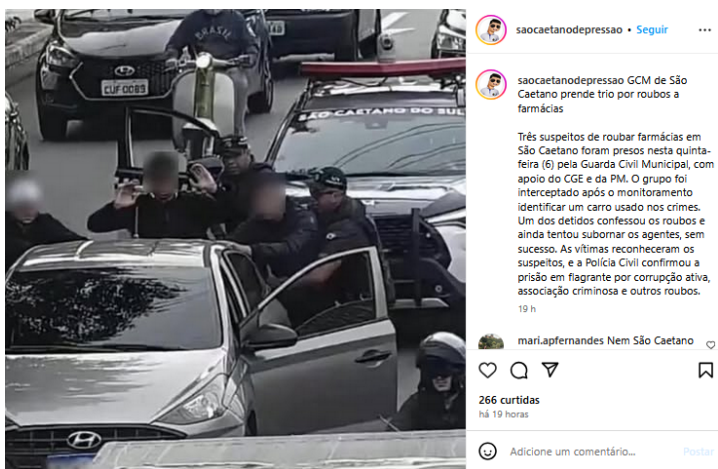 BRASIL
CUF0D89
SÃO CAETANO DO SUL
saocaetanodepressao • Seguir
saocaetanodepressao GCM de São
Caetano prende trio por roubos a
farmácias
Três suspeitos de roubar farmácias em
São Caetano foram presos nesta quinta-
feira (6) pela Guarda Civil Municipal, com
apoio do CGE e da PM. O grupo foi
interceptado após o monitoramento
identificar um carro usado nos crimes.
Um dos detidos confessou os roubos e
ainda tentou subornar os agentes, sem
sucesso. As vítimas reconheceram os
suspeitos, e a Polícia Civil confirmou a
prisão em flagrante por corrupção ativa,
associação criminosa e outros roubos.
19 h
mari.apfernandes Nem São Caetano
266 curtidas
há 19 horas
Adicione um comentário...
Postar